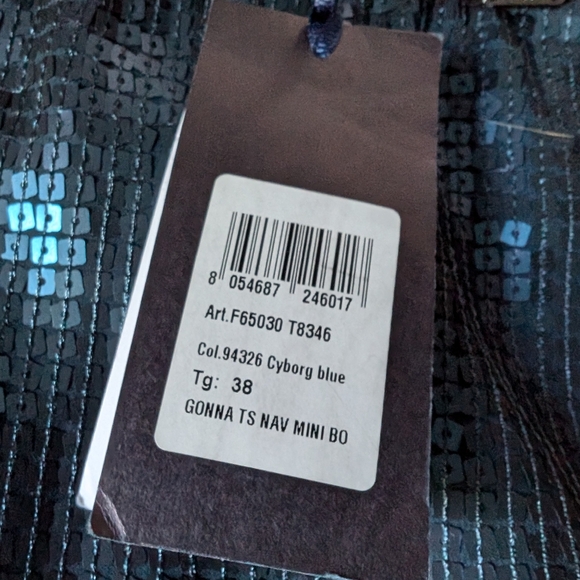 8 054687 246017
Art.F65030 T8346
Col.94326 Cyborg blue
Tg: 38
GONNA TS NAV MINI BO